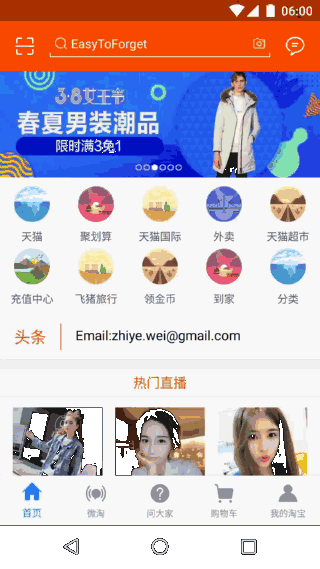 06:00
EasyToForget
3·8女王节
春夏男装潮品
限时满3免1
天猫
聚划算
天猫国际
外卖
天猫超市
充值中心
飞猪旅行
领金币
到家
分类
头条
Email:zhiye.wei@gmail.com
热门直播
首页
微淘
问大家
购物车
我的淘宝